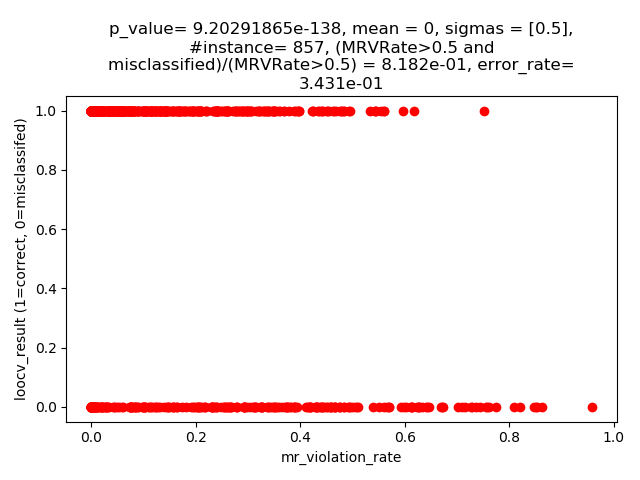 p_value= 9.20291865e-138, mean = 0, sigmas = [0.5],
#instance= 857, (MRVRate>0.5 and
misclassified)/(MRVRate>0.5) = 8.182e-01, error_rate=
3.431e-01
1.0
0.8
0.6
0.4
0.2
0.0
loocv_result (1=correct, 0=misclassifed)
0.0 0.2 0.4 0.6 0.8 1.0
mr_violation_rate